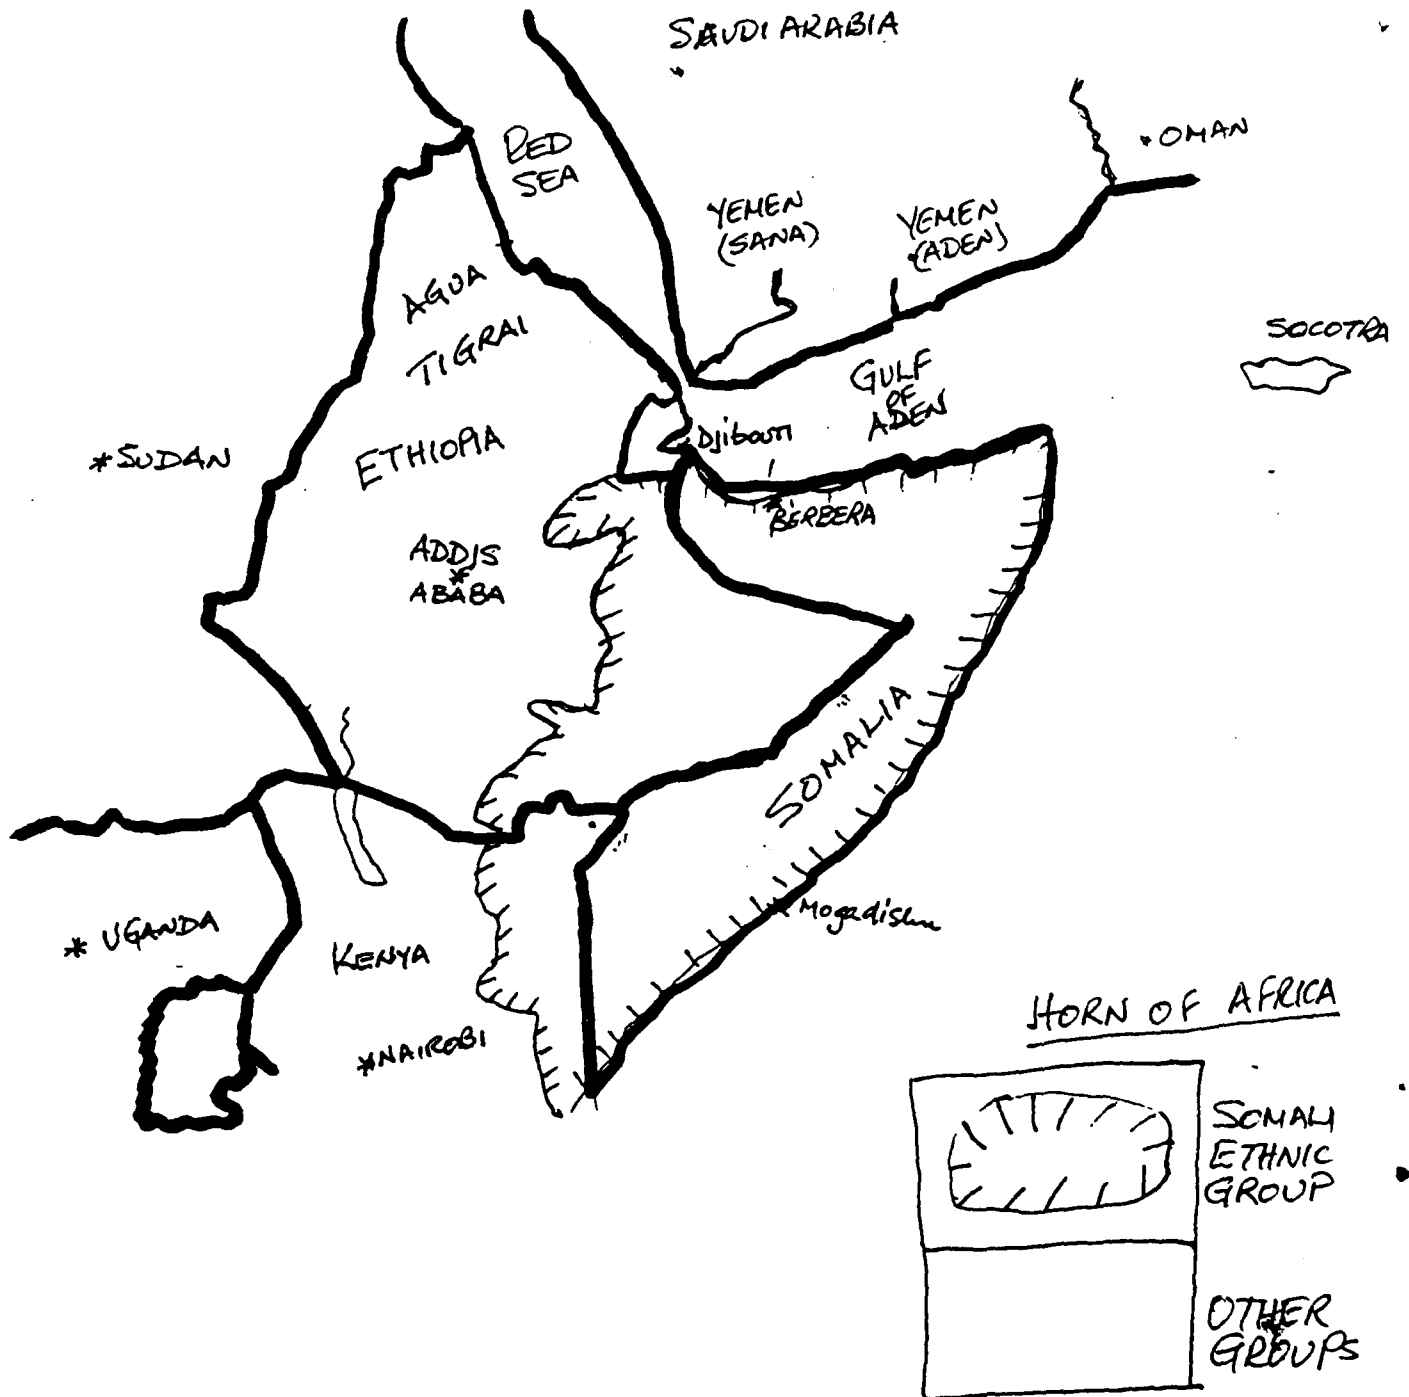 SAUDI ARABIA
RED
SEA
* OMAN
YEMEN
(SANA)
YEMEN
(ADEN)
AGUA
TIGRAI
SOCOTRA
GULF
OF
ADEN
Djibouti
* SUDAN
ETHIOPIA
* BERBERA
ADDIS
*
ABABA
SOMALIA
* Mogadishu
* UGANDA
KENYA
* NAIROBI
HORN OF AFRICA
SOMALI
ETHNIC
GROUP
OTHER
GROUPS